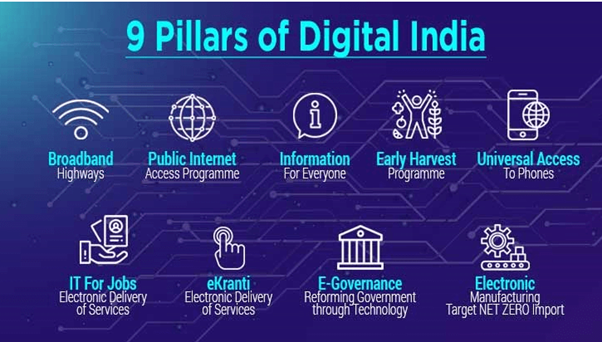 9 Pillars of Digital India
Broadband
Highways
Public Internet
Access Programme
Information
For Everyone
Early Harvest
Programme
Universal Access
To Phones
IT For Jobs
Electronic Delivery
of Services
eKranti
Electronic Delivery
of Services
E-Governance
Reforming Government
through Technology
Electronic
Manufacturing
Target NET ZERO Import